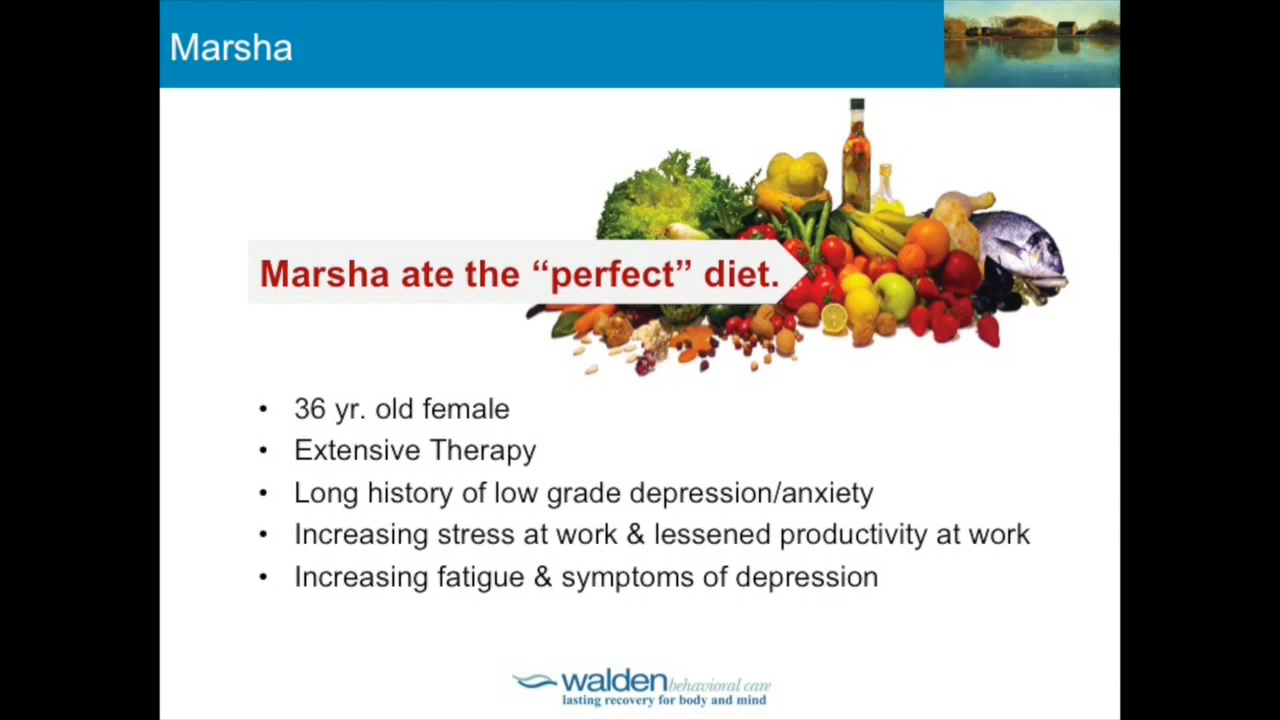 Marsha
Marsha ate the “perfect” diet.
• 36 yr. old female
• Extensive Therapy
• Long history of low grade depression/anxiety
• Increasing stress at work & lessened productivity at work
• Increasing fatigue & symptoms of depression
walden behavioral care
lasting recovery for body and mind